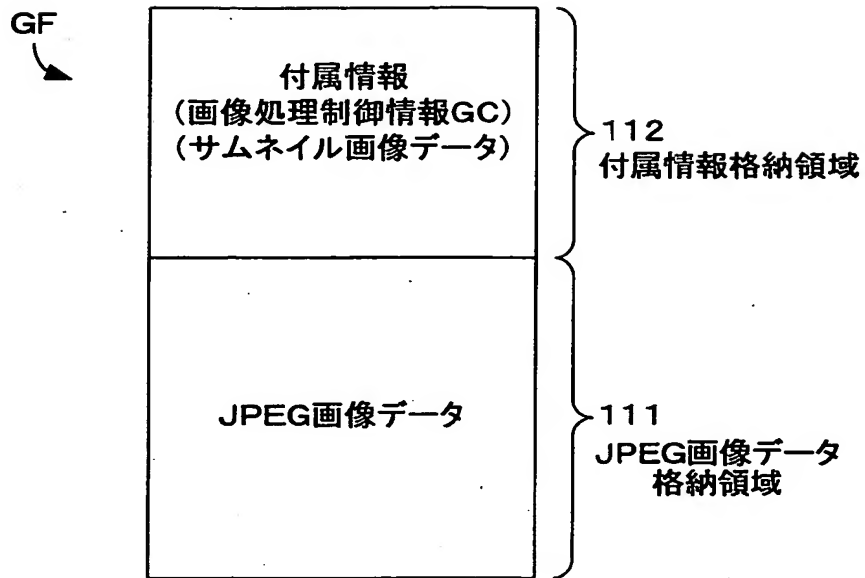 GF
付属情報
(画像処理制御情報GC)
(サムネイル画像データ)
112
付属情報格納領域
JPEG画像データ
111
JPEG画像データ
格納領域